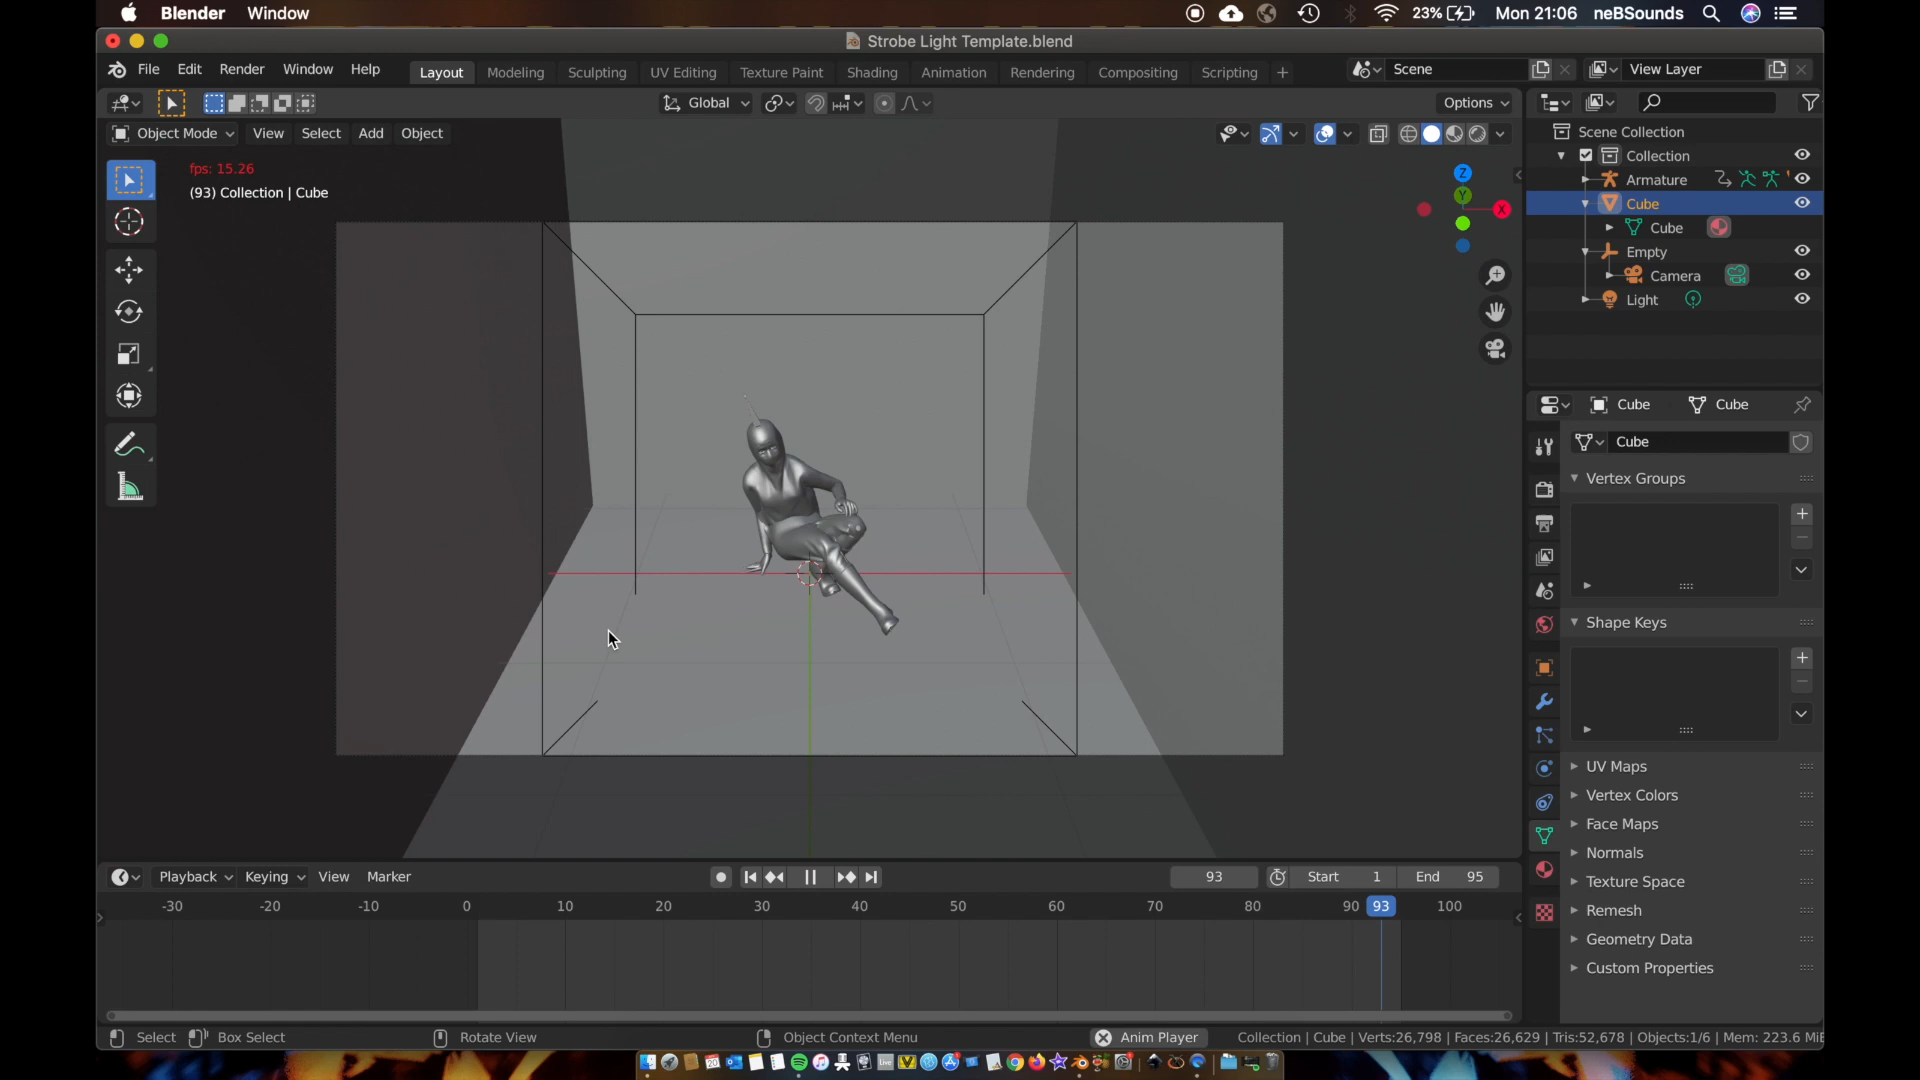 Blender Window 23% Mon 21:06 neBSounds
Strobe Light Template.blend
File Edit Render Window Help Layout Modeling Sculpting UV Editing Texture Paint Shading Animation Rendering Compositing Scripting + Scene View Layer
Global Options
Object Mode View Select Add Object
fps: 15.26
(93) Collection | Cube
Z
Y
X
Scene Collection
Collection
Armature
Cube
Cube
Empty
Camera
Light
Cube Cube
Cube
Vertex Groups
Shape Keys
UV Maps
Vertex Colors
Face Maps
Normals
Texture Space
Remesh
Geometry Data
Custom Properties
Playback Keying View Marker 93 Start 1 End 95
-30 -20 -10 0 10 20 30 40 50 60 70 80 90 93 100
Select Box Select Rotate View Object Context Menu Anim Player Collection | Cube | Verts:26,798 | Faces:26,629 | Tris:52,678 | Objects:1/6 | Mem: 223.6 MiB